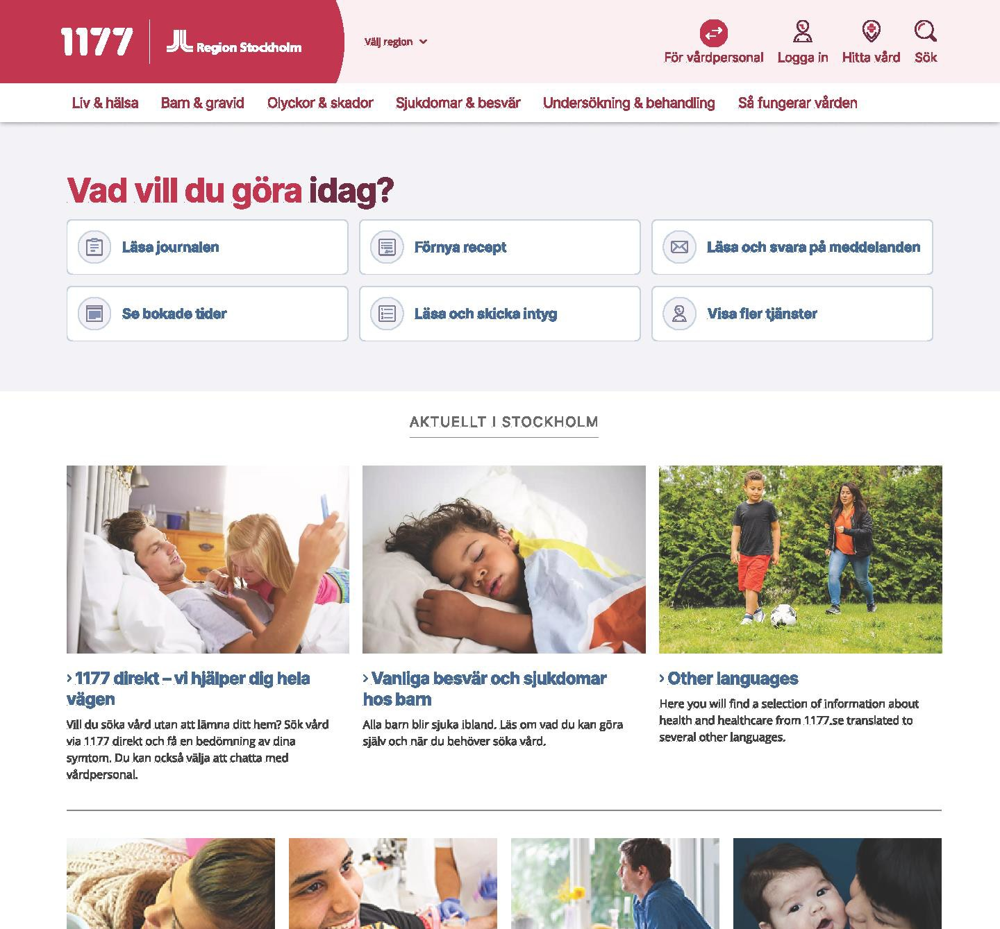 1177 Region Stockholm
Välj region
För vårdpersonal Logga in Hitta vård Sök
Liv & hälsa Barn & gravid Olyckor & skador Sjukdomar & besvär Undersökning & behandling Så fungerar vården
Vad vill du göra idag?
Läsa journalen Förnya recept Läsa och svara på meddelanden
Se bokade tider Läsa och skicka intyg Visa fler tjänster
AKTUELLT I STOCKHOLM
› 1177 direkt – vi hjälper dig hela
vägen
Vill du söka vård utan att lämna ditt hem? Sök vård
via 1177 direkt och få en bedömning av dina
symtom. Du kan också välja att chatta med
vårdpersonal.
› Vanliga besvär och sjukdomar
hos barn
Alla barn blir sjuka ibland. Läs om vad du kan göra
själv och när du behöver söka vård.
› Other languages
Here you will find a selection of information about
health and healthcare from 1177.se translated to
several other languages.